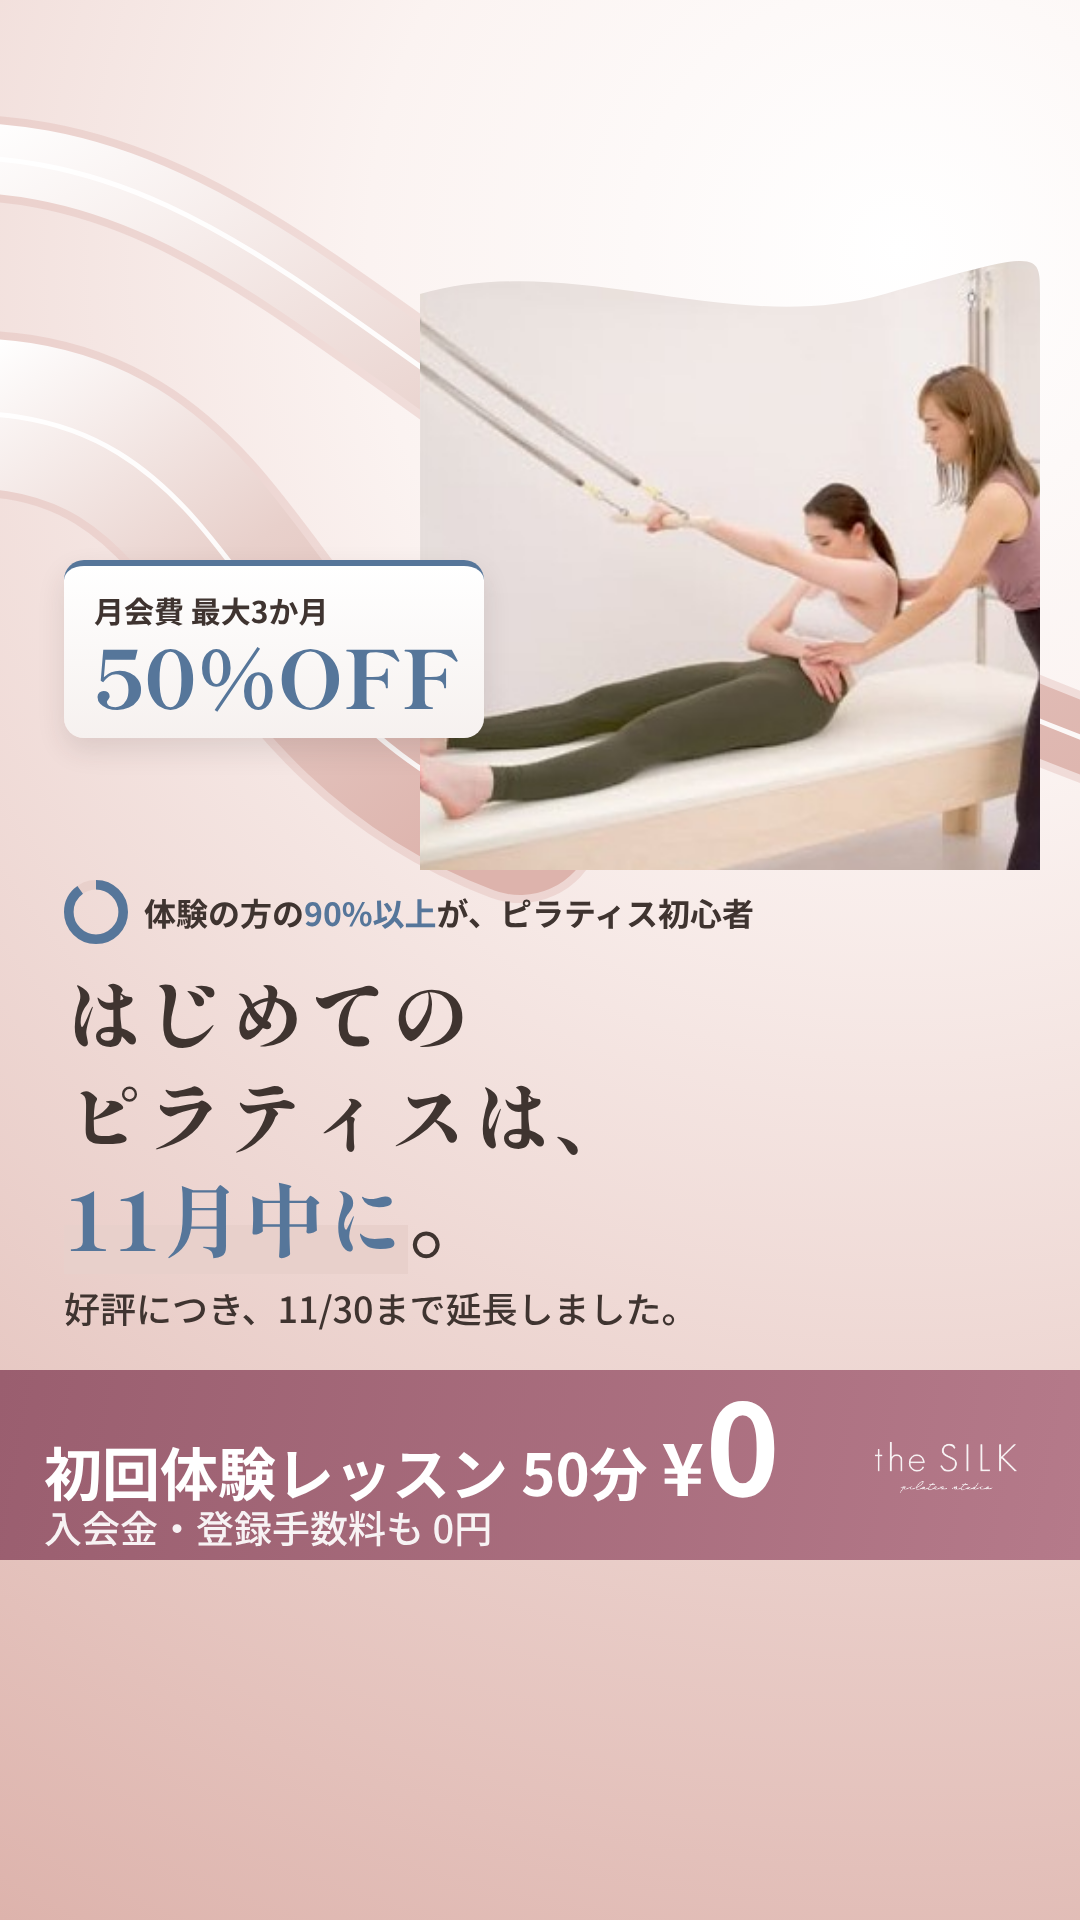 月会費 最大3か月
50%OFF
体験の方の90%以上が、ピラティス初心者
はじめての
ピラティスは、
11月中に。
好評につき、11/30まで延長しました。
初回体験レッスン 50分 ¥0
入会金・登録手数料も 0円
the SILK
pilates studio